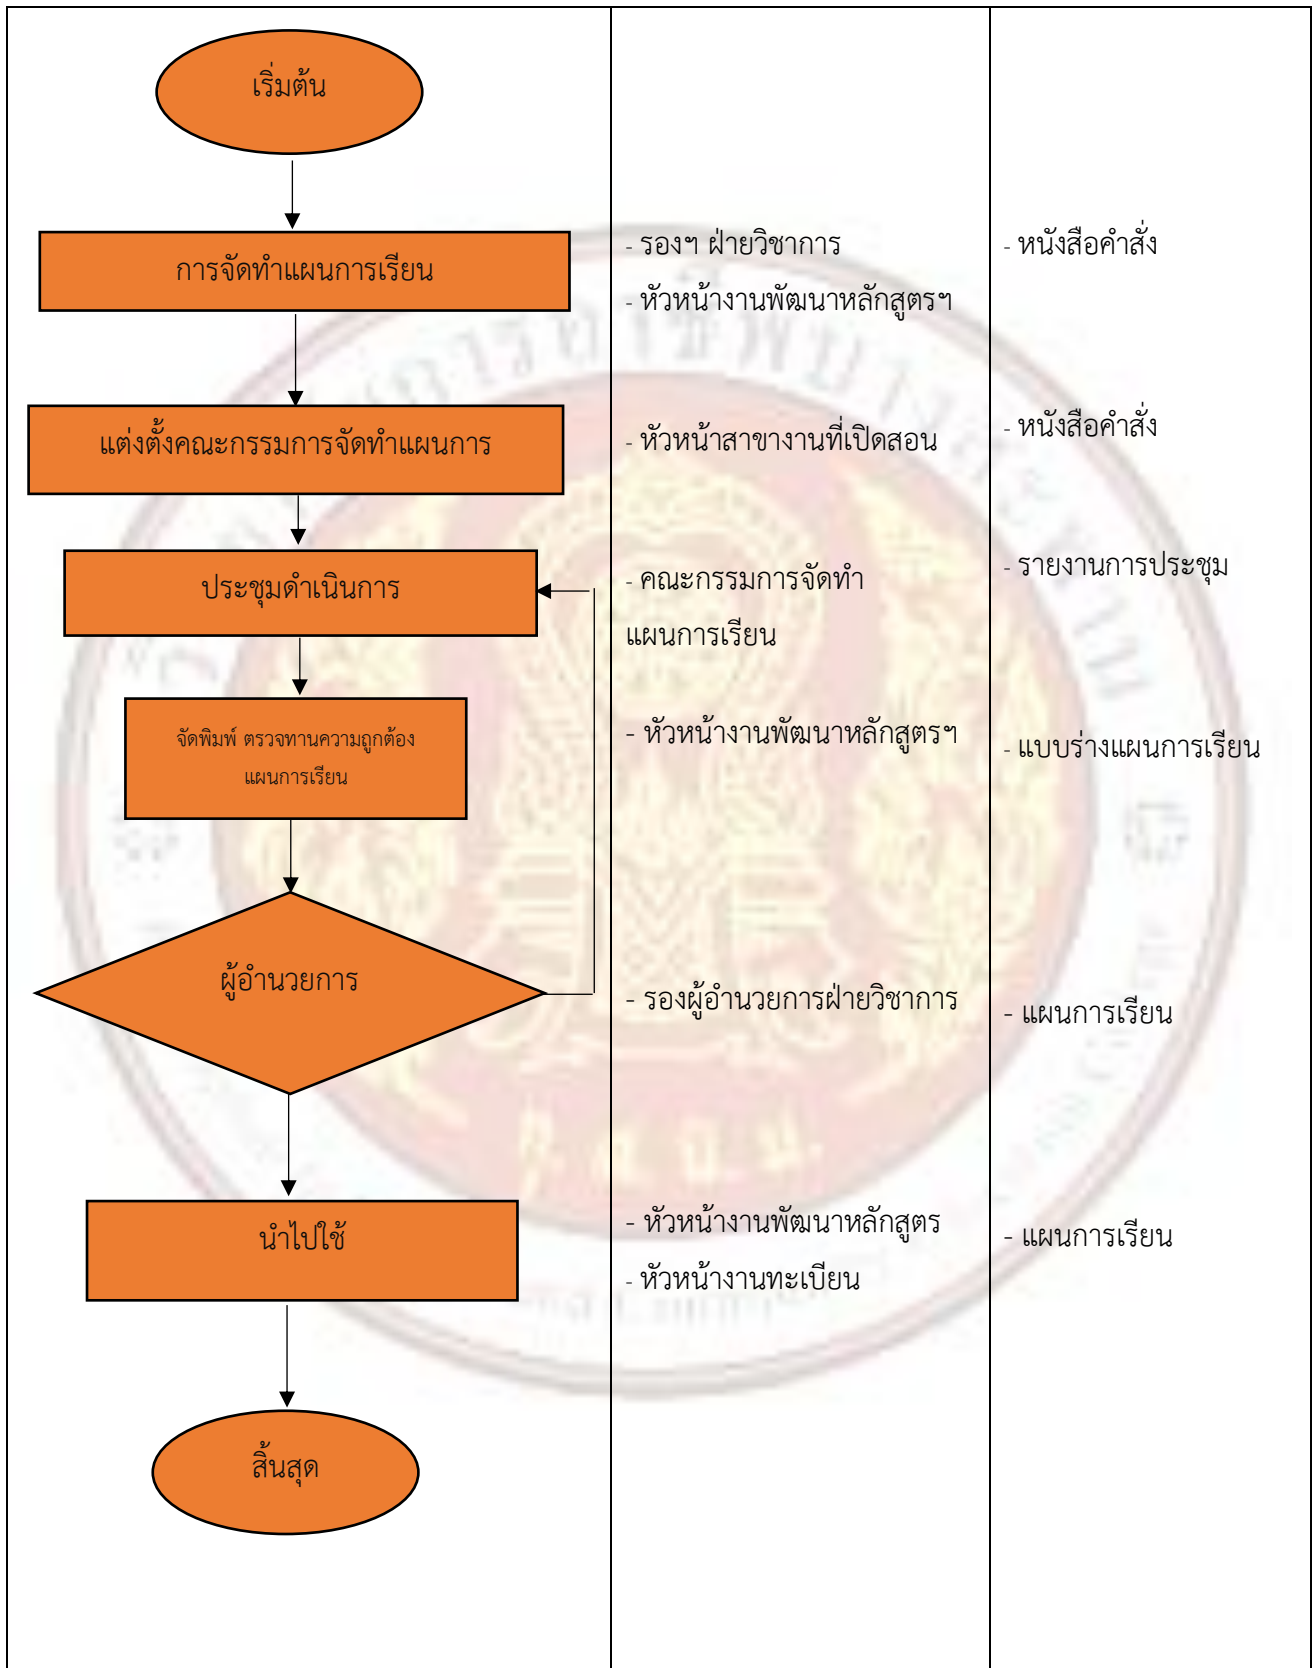 เริ่มต้น
การจัดทำแผนการเรียน
- รองฯ ฝ่ายวิชาการ
- หัวหน้างานพัฒนาหลักสูตรฯ
- หนังสือคำสั่ง
แต่งตั้งคณะกรรมการจัดทำแผนการ
- หัวหน้าสาขางานที่เปิดสอน
- หนังสือคำสั่ง
ประชุมดำเนินการ
- คณะกรรมการจัดทำ
แผนการเรียน
- รายงานการประชุม
จัดพิมพ์ ตรวจทานความถูกต้อง
แผนการเรียน
- หัวหน้างานพัฒนาหลักสูตรฯ
- แบบร่างแผนการเรียน
ผู้อำนวยการ
- รองผู้อำนวยการฝ่ายวิชาการ
- แผนการเรียน
นำไปใช้
- หัวหน้างานพัฒนาหลักสูตร
- หัวหน้างานทะเบียน
- แผนการเรียน
สิ้นสุด